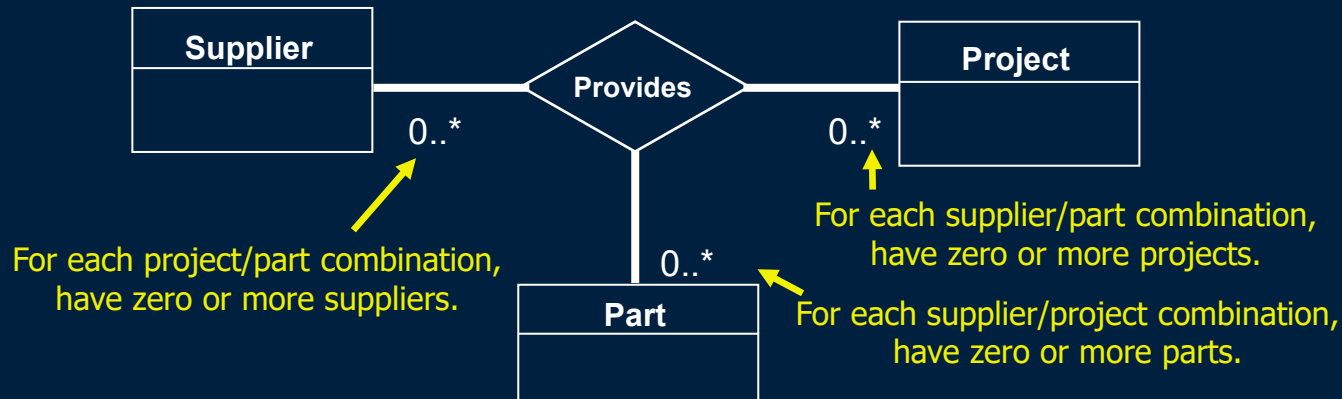 Supplier
Provides
Project
0..*
0..*
For each project/part combination,
have zero or more suppliers.
For each supplier/part combination,
have zero or more projects.
0..*
Part
For each supplier/project combination,
have zero or more parts.